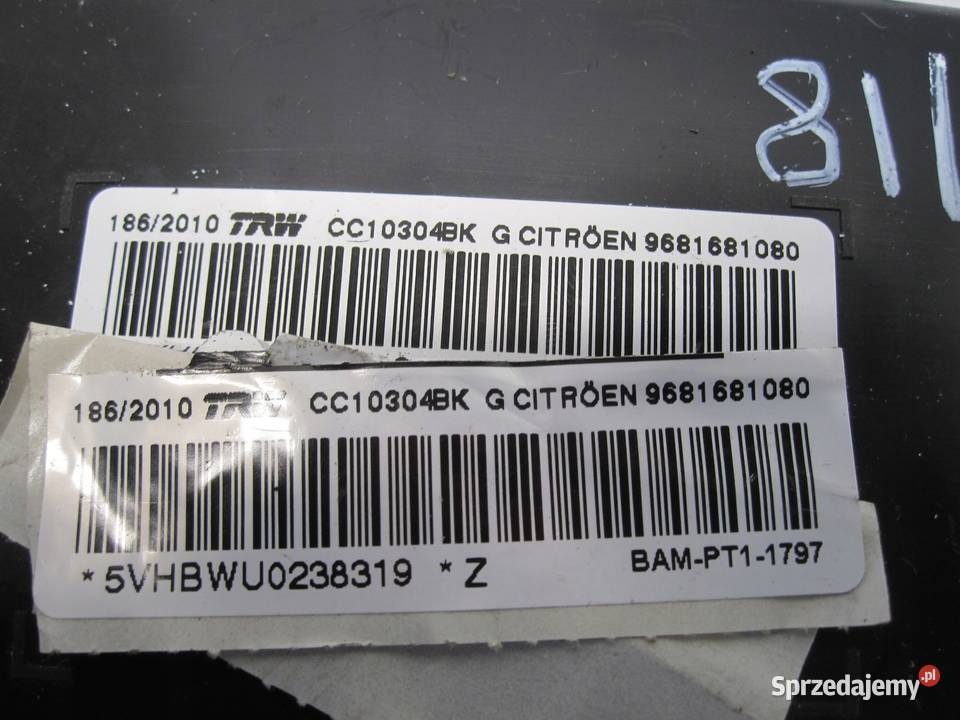 811
186/2010 TRW CC10304BK G CITRÖEN 9681681080
186/2010 TRW CC10304BK G CITRÖEN 9681681080
*5VHBWU0238319 *Z BAM-PT1-1797
Sprzedajemy.pl